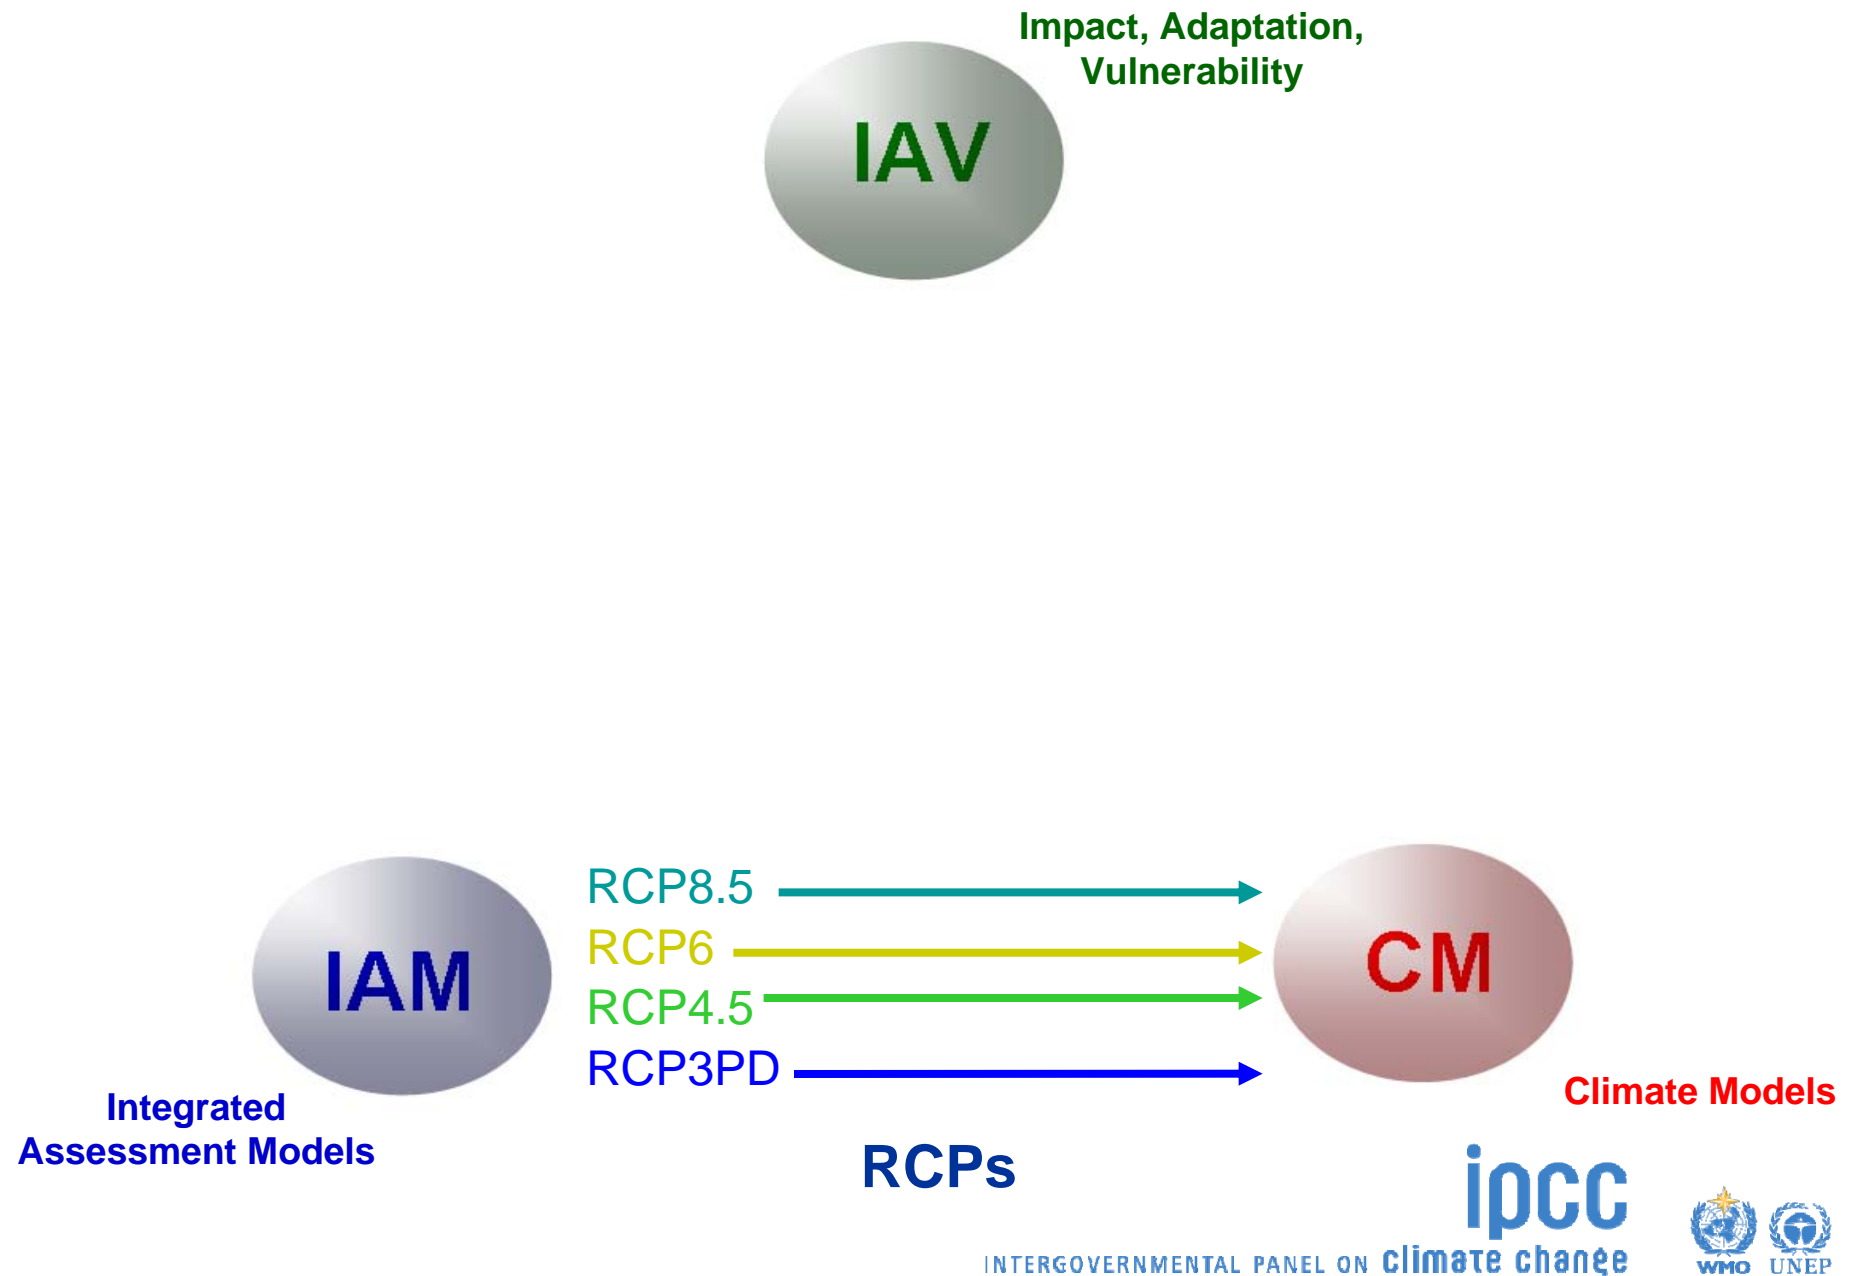 Impact, Adaptation,
Vulnerability
IAV
RCP8.5
RCP6
RCP4.5
RCP3PD
IAM
CM
Integrated
Assessment Models
Climate Models
RCPs
ipcc
INTERGOVERNMENTAL PANEL ON climate change
WMO
UNEP